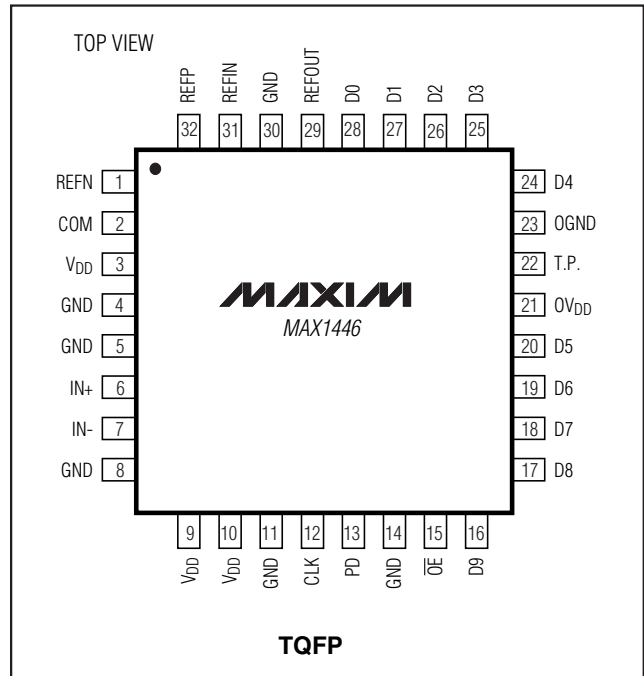 TOP VIEW
REFP REFIN GND REFOUT D0 D1 D2 D3
32 31 30 29 28 27 26 25
REFN 1 24 D4
COM 2 23 OGND
VDD 3 22 T.P.
GND 4 21 OVDD
GND 5 20 D5
IN+ 6 19 D6
IN- 7 18 D7
GND 8 17 D8
MAXIM
MAX1446
9 10 11 12 13 14 15 16
VDD VDD GND CLK PD GND O̅E̅ D9
TQFP